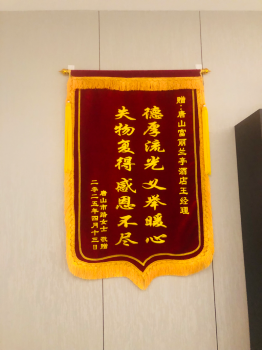 赠：唐山富丽兰亭酒店王经理
德厚流光 义举暖心
失物复得 感恩不尽
唐山市路女士 敬赠
二零二五年四月十三日